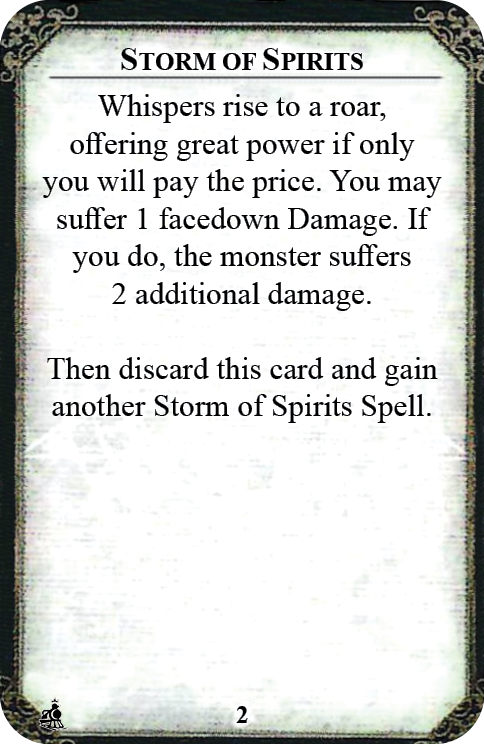 STORM OF SPIRITS
Whispers rise to a roar,
offering great power if only
you will pay the price. You may
suffer 1 facedown Damage. If
you do, the monster suffers
2 additional damage.
Then discard this card and gain
another Storm of Spirits Spell.
2